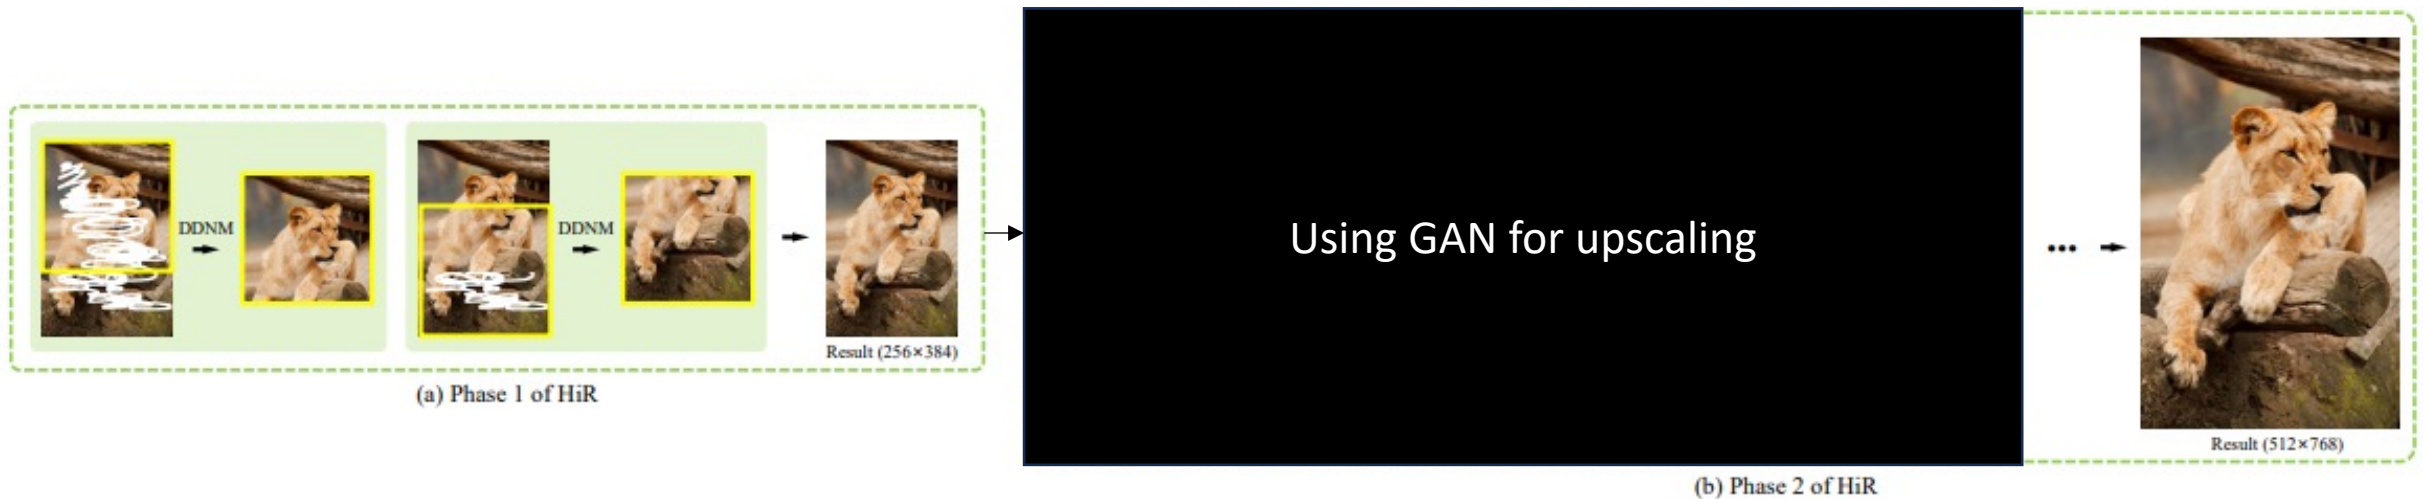 DDNM
DDNM
Result (256×384)
(a) Phase 1 of HiR
Using GAN for upscaling
...
Result (512×768)
(b) Phase 2 of HiR